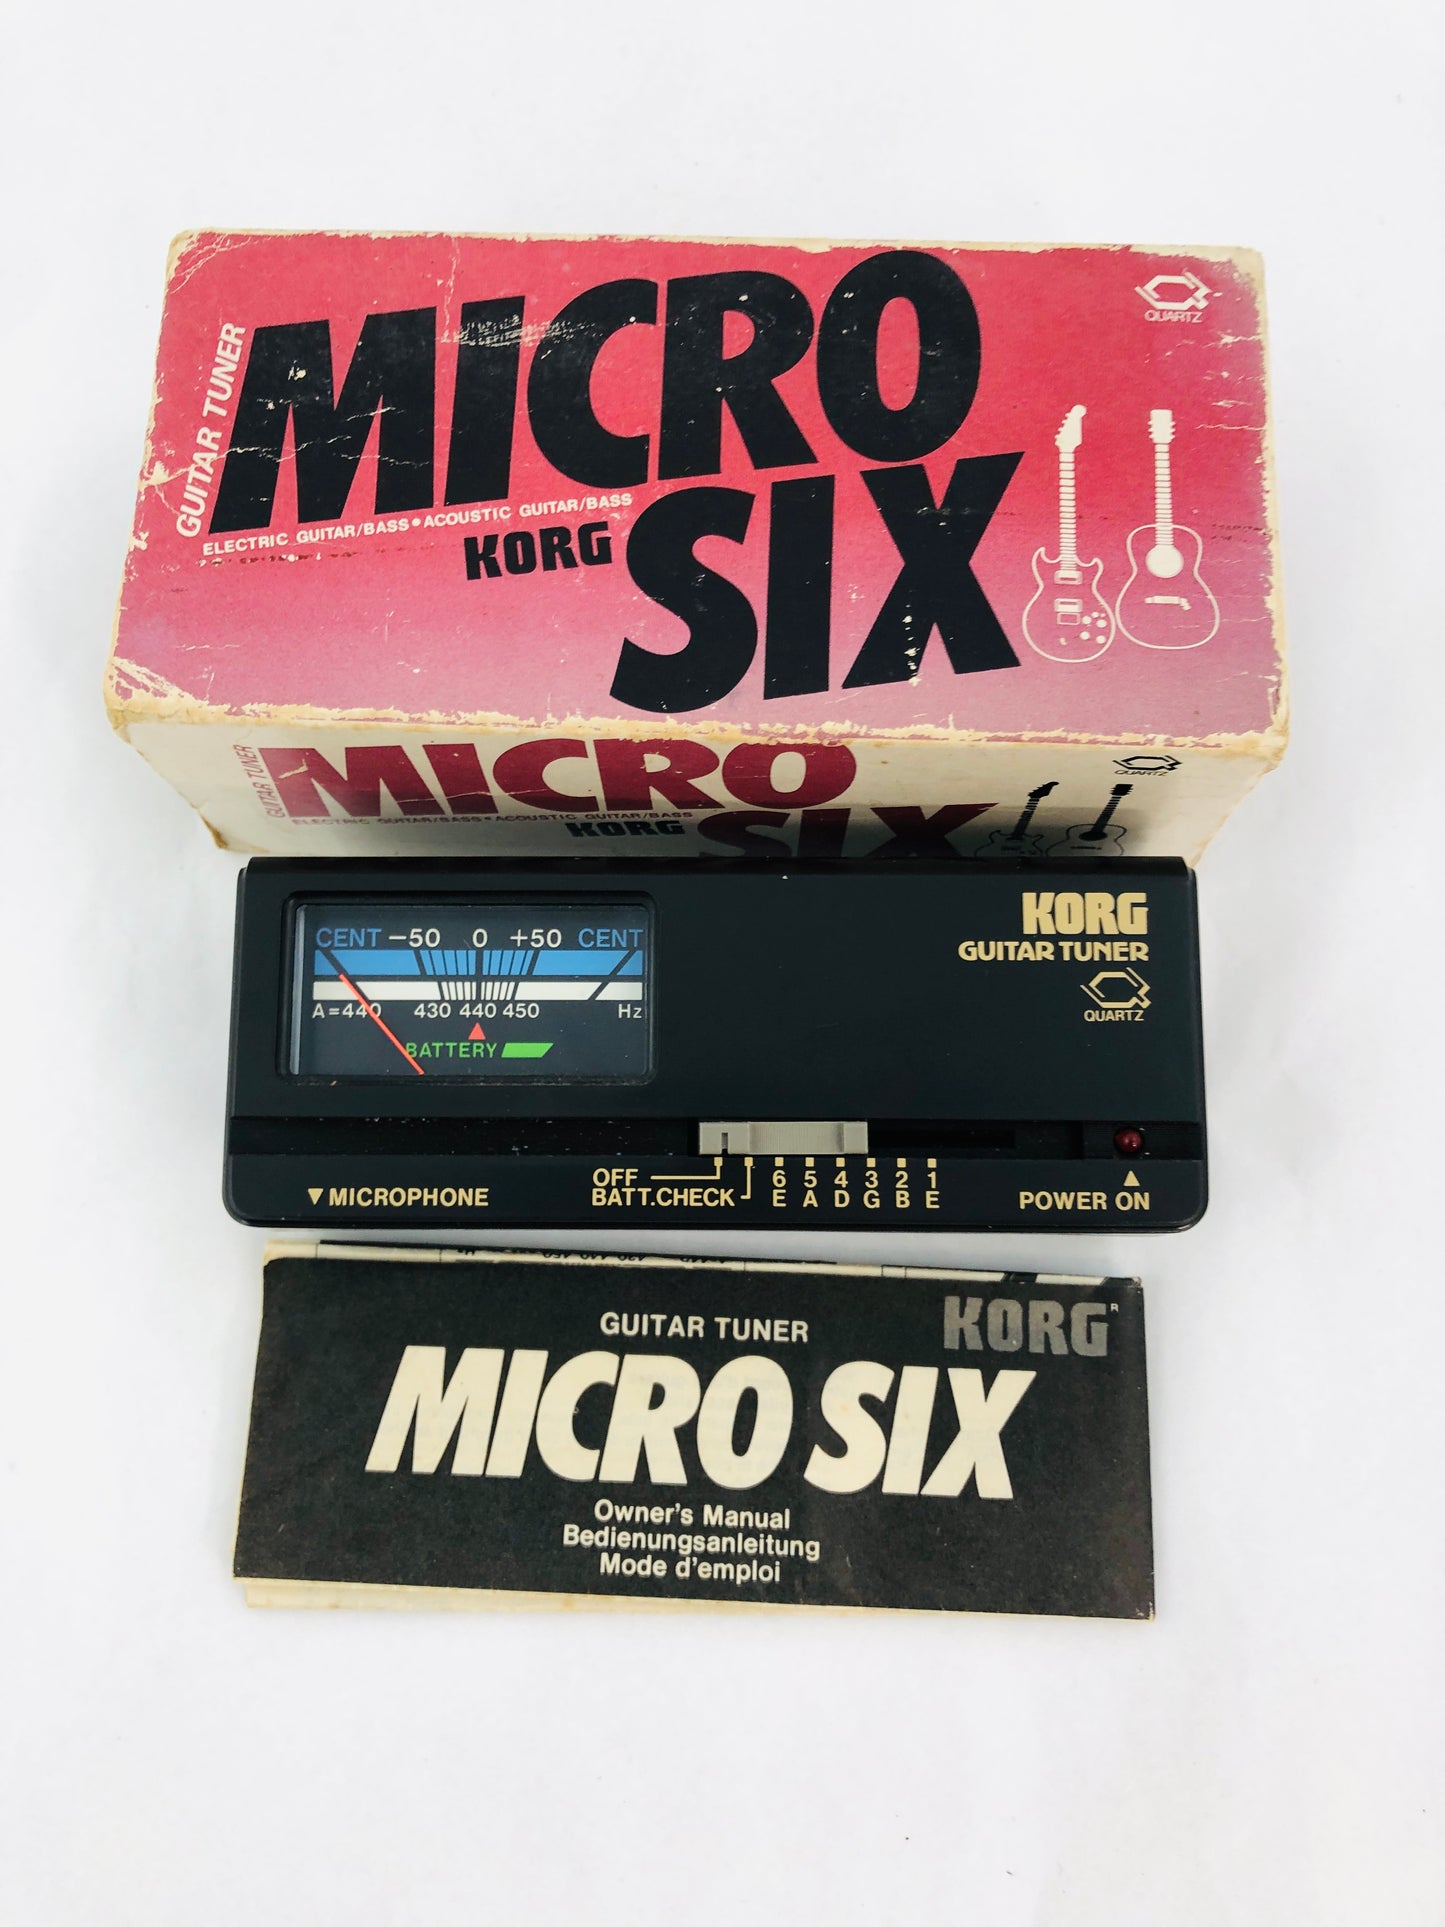 GUITAR TUNER
MICRO
SIX
QUARTZ
ELECTRIC GUITAR/BASS • ACOUSTIC GUITAR/BASS
KORG
GUITAR TUNER
MICRO
SIX
QUARTZ
ELECTRIC GUITAR/BASS • ACOUSTIC GUITAR/BASS
KORG
CENT -50 0 +50 CENT
A=440 430 440 450 Hz
BATTERY
KORG
GUITAR TUNER
QUARTZ
▼MICROPHONE
OFF
BATT.CHECK
6 5 4 3 2 1
E A D G B E
▲
POWER ON
GUITAR TUNER
KORG R
MICRO SIX
Owner's Manual
Bedienungsanleitung
Mode d'emploi